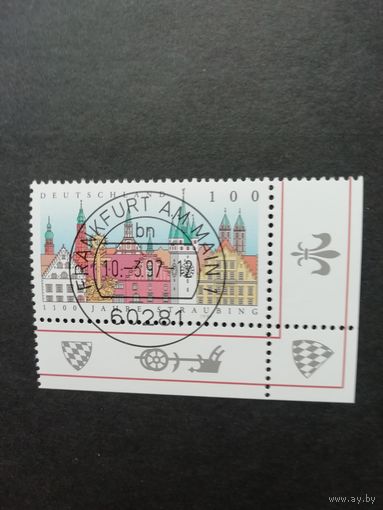 DEUTSCHLAND 100
FRANKFURT AM MAIN 1
bn
10.-3.97-12
60281
1100 JAHRE STRAUBING
www.ay.by